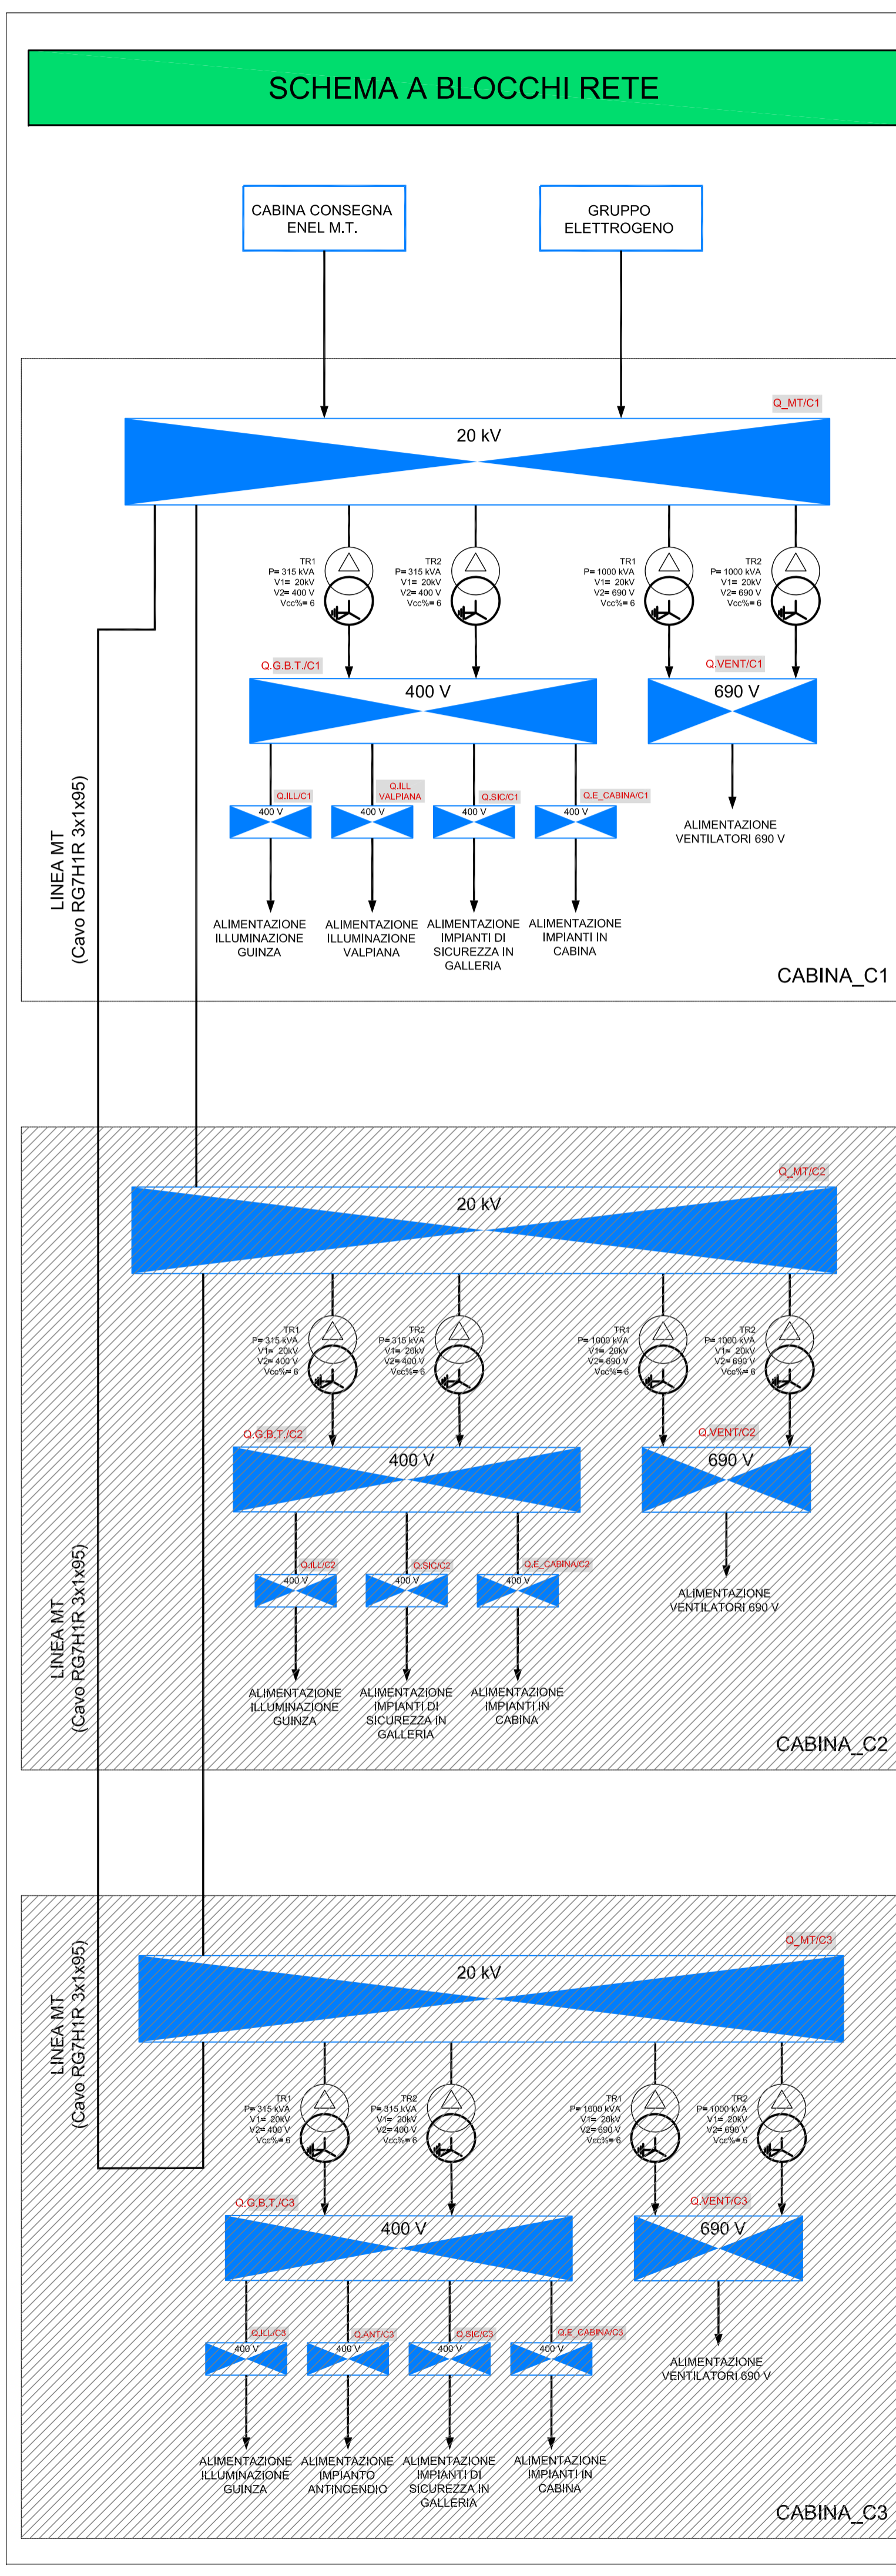 SCHEMA A BLOCCHI RETE
CABINA CONSEGNA
ENEL M.T.
GRUPPO
ELETTROGENO
Q_MT/C1
20 kV
TR1
P= 315 kVA
V1= 20kV
V2= 400 V
Vcc%= 6
TR2
P= 315 kVA
V1= 20kV
V2= 400 V
Vcc%= 6
TR1
P= 1000 kVA
V1= 20kV
V2= 690 V
Vcc%= 6
TR2
P= 1000 kVA
V1= 20kV
V2= 690 V
Vcc%= 6
Q.G.B.T./C1
400 V
Q.VENT/C1
690 V
Q.ILL/C1
400 V
Q.ILL
VALPIANA
400 V
Q.SIC/C1
400 V
Q.E_CABINA/C1
400 V
ALIMENTAZIONE
VENTILATORI 690 V
ALIMENTAZIONE
ILLUMINAZIONE
GUINZA
ALIMENTAZIONE
ILLUMINAZIONE
VALPIANA
ALIMENTAZIONE
IMPIANTI DI
SICUREZZA IN
GALLERIA
ALIMENTAZIONE
IMPIANTI IN
CABINA
LINEA MT
(Cavo RG7H1R 3x1x95)
CABINA_C1
Q_MT/C2
20 kV
TR1
P= 315 kVA
V1= 20kV
V2= 400 V
Vcc%= 6
TR2
P= 315 kVA
V1= 20kV
V2= 400 V
Vcc%= 6
TR1
P= 1000 kVA
V1= 20kV
V2= 690 V
Vcc%= 6
TR2
P= 1000 kVA
V1= 20kV
V2= 690 V
Vcc%= 6
Q.G.B.T./C2
400 V
Q.VENT/C2
690 V
Q.ILL/C2
400 V
Q.SIC/C2
400 V
Q.E_CABINA/C2
400 V
ALIMENTAZIONE
VENTILATORI 690 V
ALIMENTAZIONE
ILLUMINAZIONE
GUINZA
ALIMENTAZIONE
IMPIANTI DI
SICUREZZA IN
GALLERIA
ALIMENTAZIONE
IMPIANTI IN
CABINA
LINEA MT
(Cavo RG7H1R 3x1x95)
CABINA_C2
Q_MT/C3
20 kV
TR1
P= 315 kVA
V1= 20kV
V2= 400 V
Vcc%= 6
TR2
P= 315 kVA
V1= 20kV
V2= 400 V
Vcc%= 6
TR1
P= 1000 kVA
V1= 20kV
V2= 690 V
Vcc%= 6
TR2
P= 1000 kVA
V1= 20kV
V2= 690 V
Vcc%= 6
LINEA MT
(Cavo RG7H1R 3x1x95)
Q.G.B.T./C3
400 V
Q.VENT/C3
690 V
Q.ILL/C3
400 V
Q.ANT/C3
400 V
Q.SIC/C3
400 V
Q.E_CABINA/C3
400 V
ALIMENTAZIONE
VENTILATORI 690 V
ALIMENTAZIONE
ILLUMINAZIONE
GUINZA
ALIMENTAZIONE
IMPIANTO
ANTINCENDIO
ALIMENTAZIONE
IMPIANTI DI
SICUREZZA IN
GALLERIA
ALIMENTAZIONE
IMPIANTI IN
CABINA
CABINA_C3